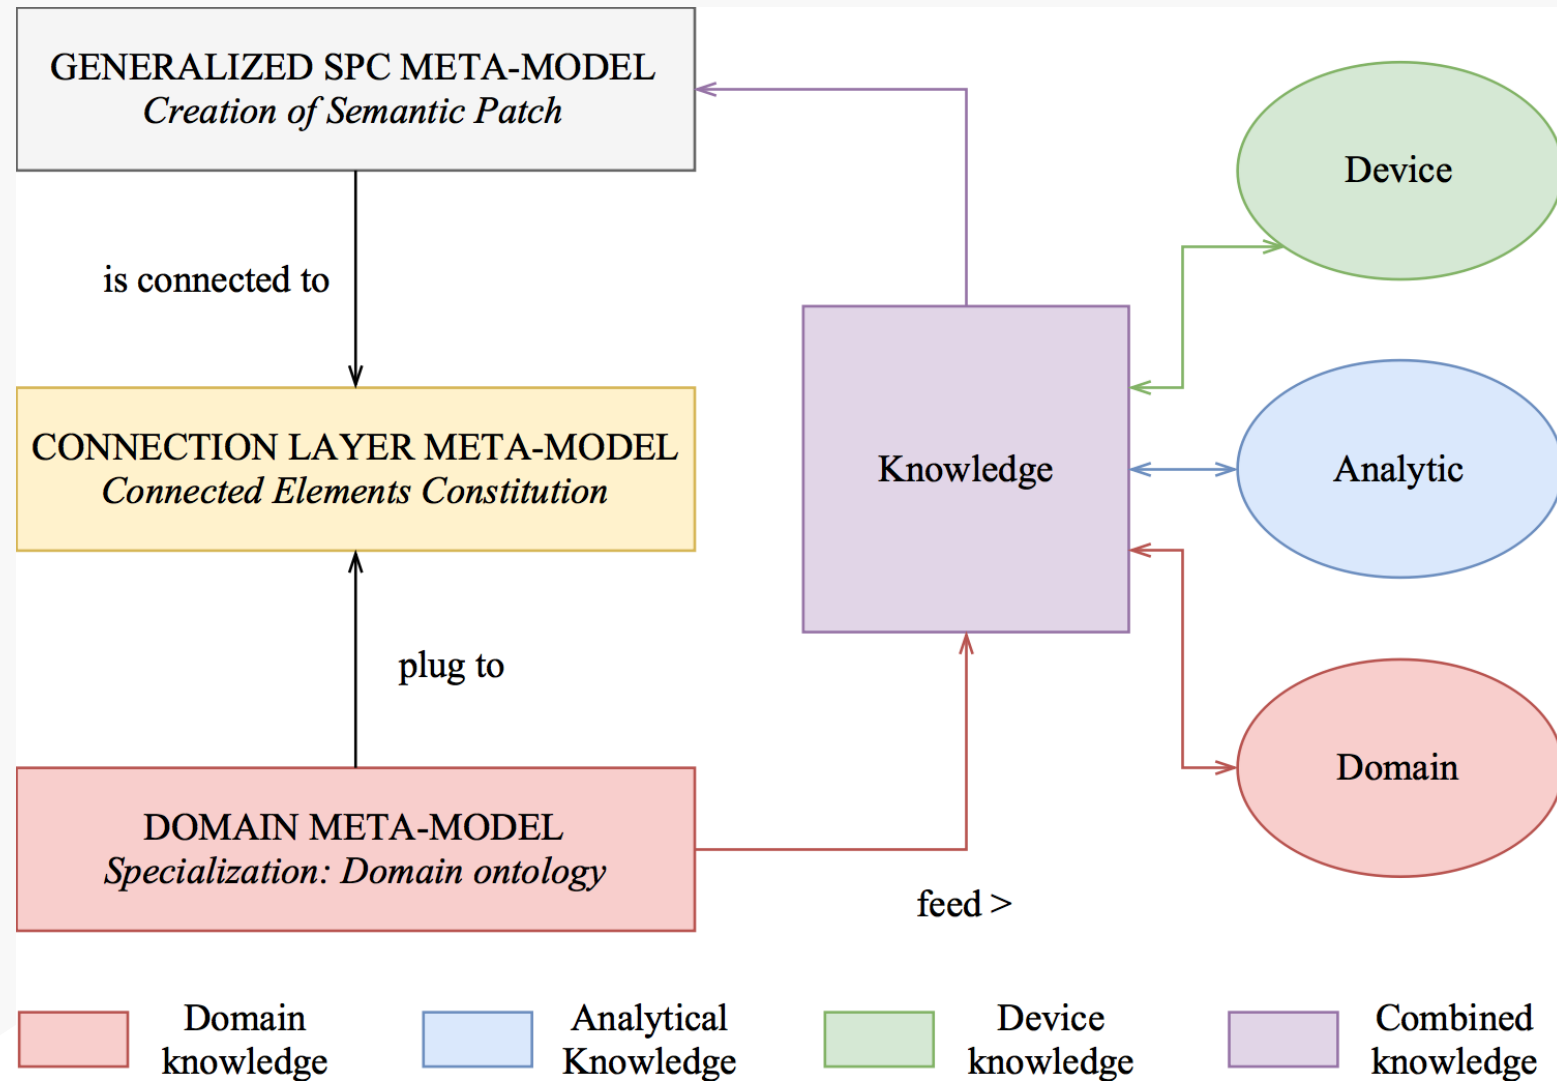 GENERALIZED SPC META-MODEL
Creation of Semantic Patch
Device
is connected to
CONNECTION LAYER META-MODEL
Connected Elements Constitution
Knowledge
Analytic
plug to
Domain
DOMAIN META-MODEL
Specialization: Domain ontology
feed >
Domain
knowledge
Analytical
Knowledge
Device
knowledge
Combined
knowledge